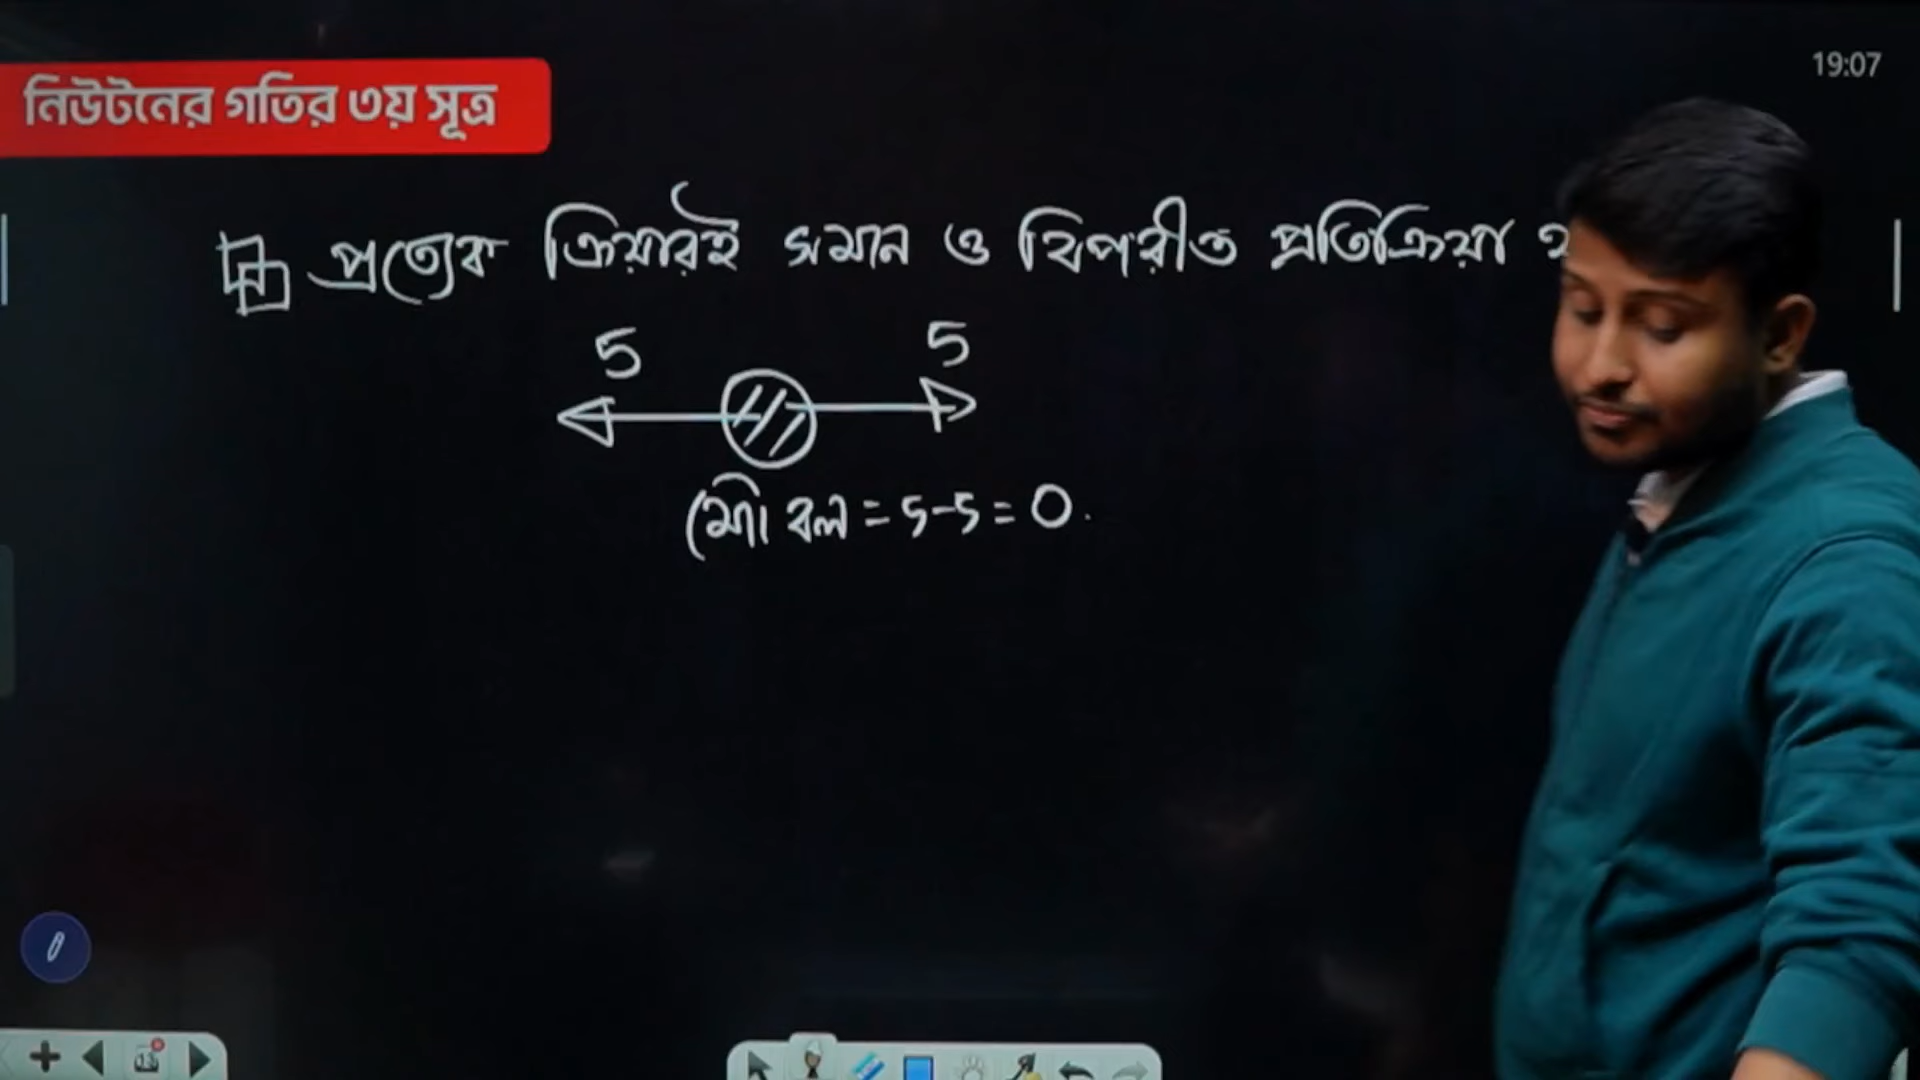 নিউটনের গতির ৩য় সূত্র
19:07
প্রত্যেক ক্রিয়ারই সমান ও বিপরীত প্রতিক্রিয়া
5 5
বল = 5-5 = 0.